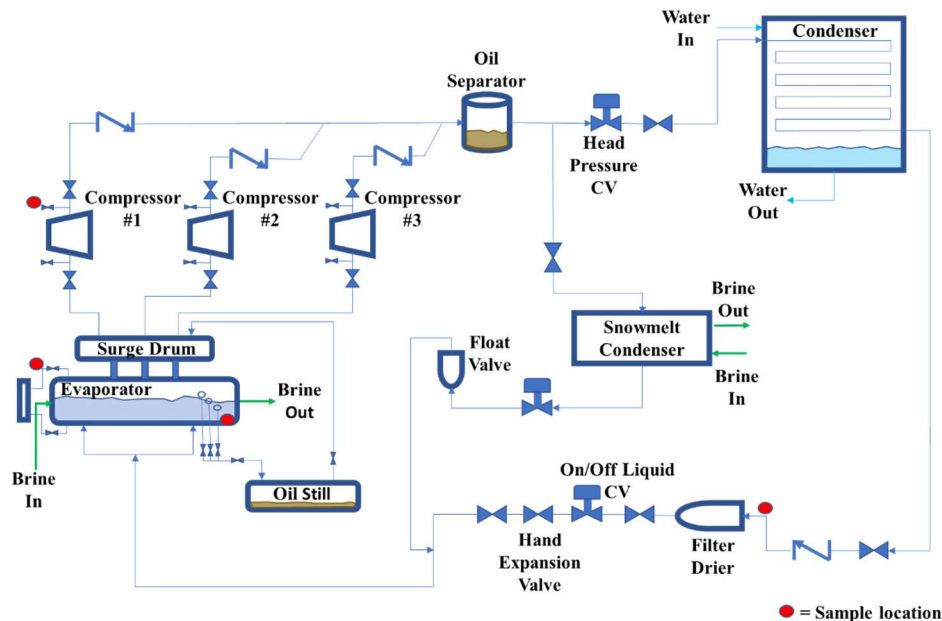 Water
In
Condenser
Oil
Separator
Head
Pressure
CV
Water
Out
Compressor
#1
Compressor
#2
Compressor
#3
Surge Drum
Evaporator
Brine
Out
Brine
In
Oil Still
Float
Valve
Snowmelt
Condenser
Brine
Out
Brine
In
On/Off Liquid
CV
Hand
Expansion
Valve
Filter
Drier
= Sample location